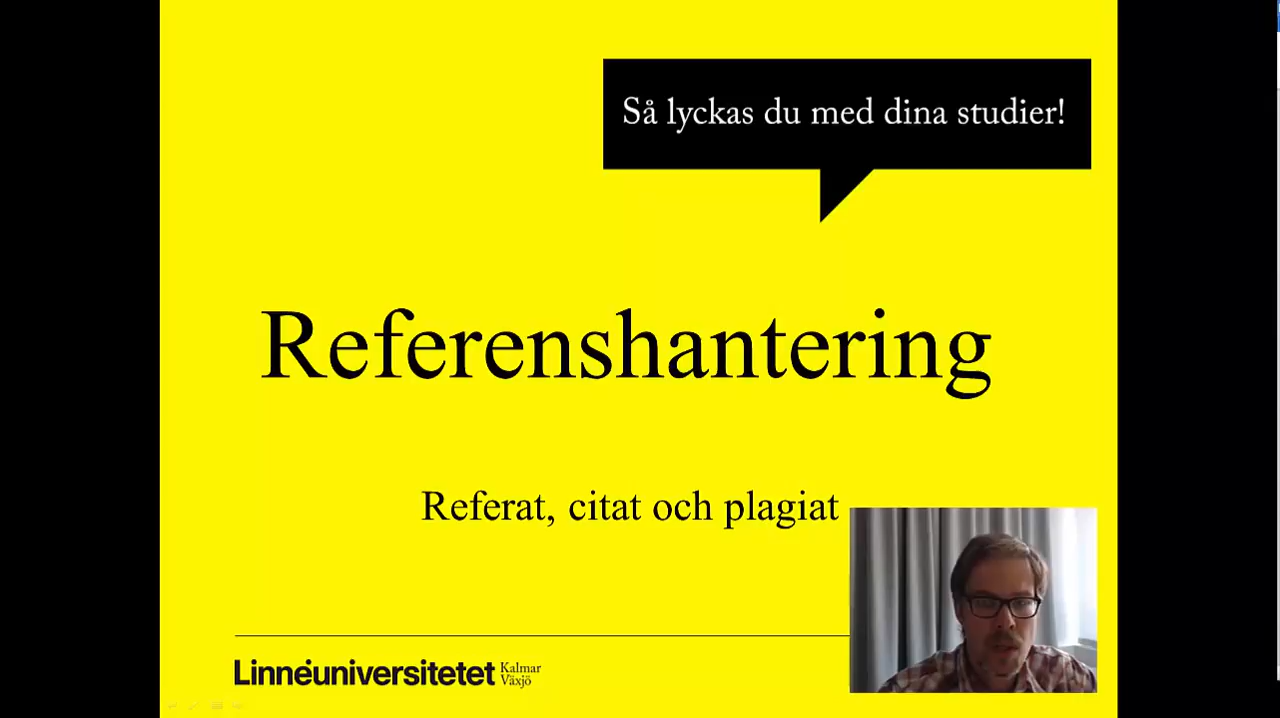 Så lyckas du med dina studier!
Referenshantering
Referat, citat och plagiat
Linnéuniversitetet
Kalmar
Växjö